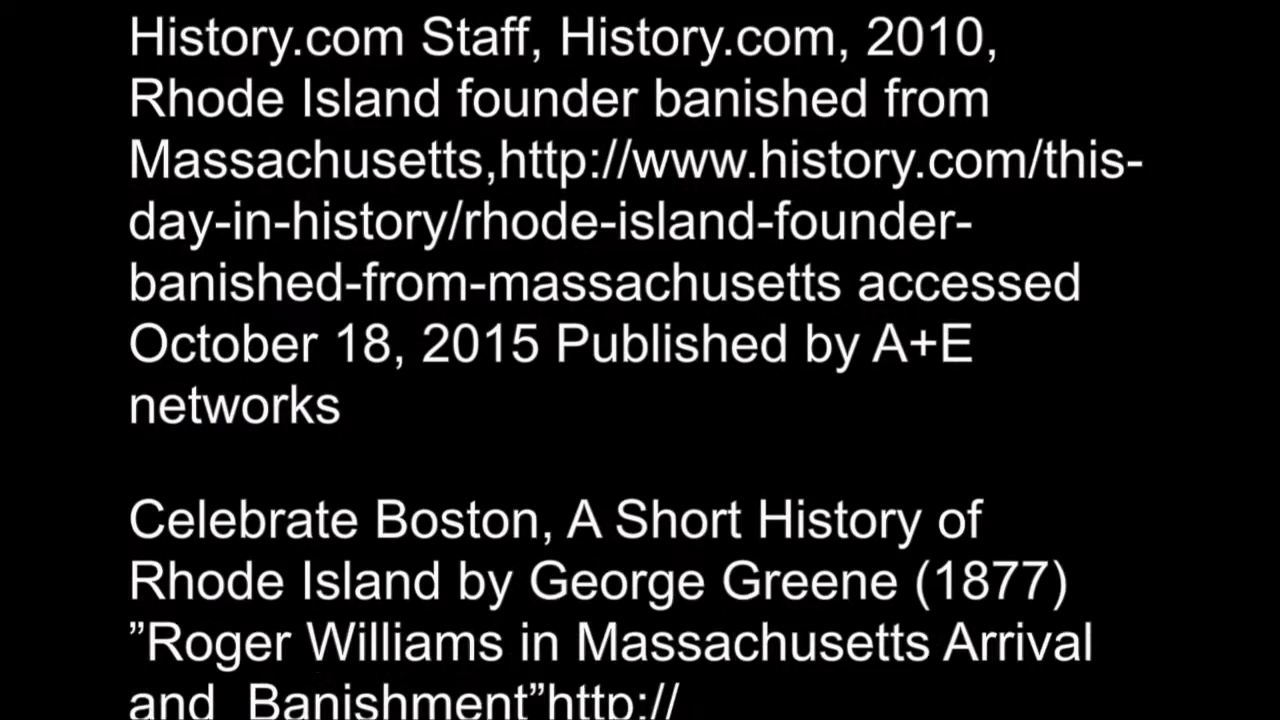 History.com Staff, History.com, 2010,
Rhode Island founder banished from
Massachusetts,http://www.history.com/this-
day-in-history/rhode-island-founder-
banished-from-massachusetts accessed
October 18, 2015 Published by A+E
networks
Celebrate Boston, A Short History of
Rhode Island by George Greene (1877)
”Roger Williams in Massachusetts Arrival
and  Banishment”http://